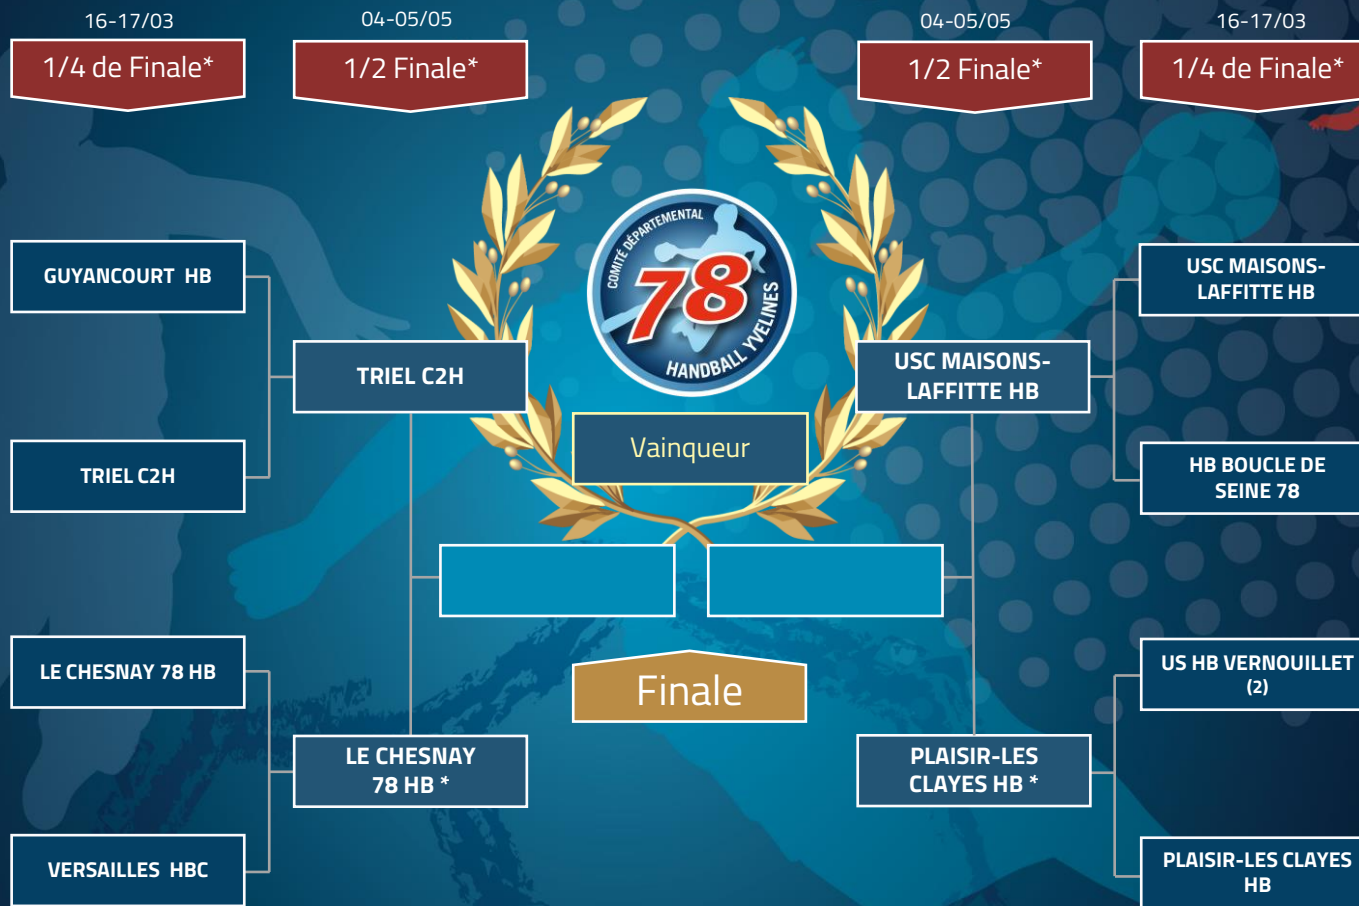 16-17/03
04-05/05
04-05/05
16-17/03
1/4 de Finale*
1/2 Finale*
1/2 Finale*
1/4 de Finale*
COMITÉ DÉPARTEMENTAL
78
HANDBALL YVELINES
GUYANCOURT HB
TRIEL C2H
TRIEL C2H
LE CHESNAY 78 HB
LE CHESNAY
78 HB *
VERSAILLES HBC
Vainqueur
Finale
USC MAISONS-
LAFFITTE HB
USC MAISONS-
LAFFITTE HB
HB BOUCLE DE
SEINE 78
US HB VERNOUILLET
(2)
PLAISIR-LES
CLAYES HB *
PLAISIR-LES CLAYES
HB